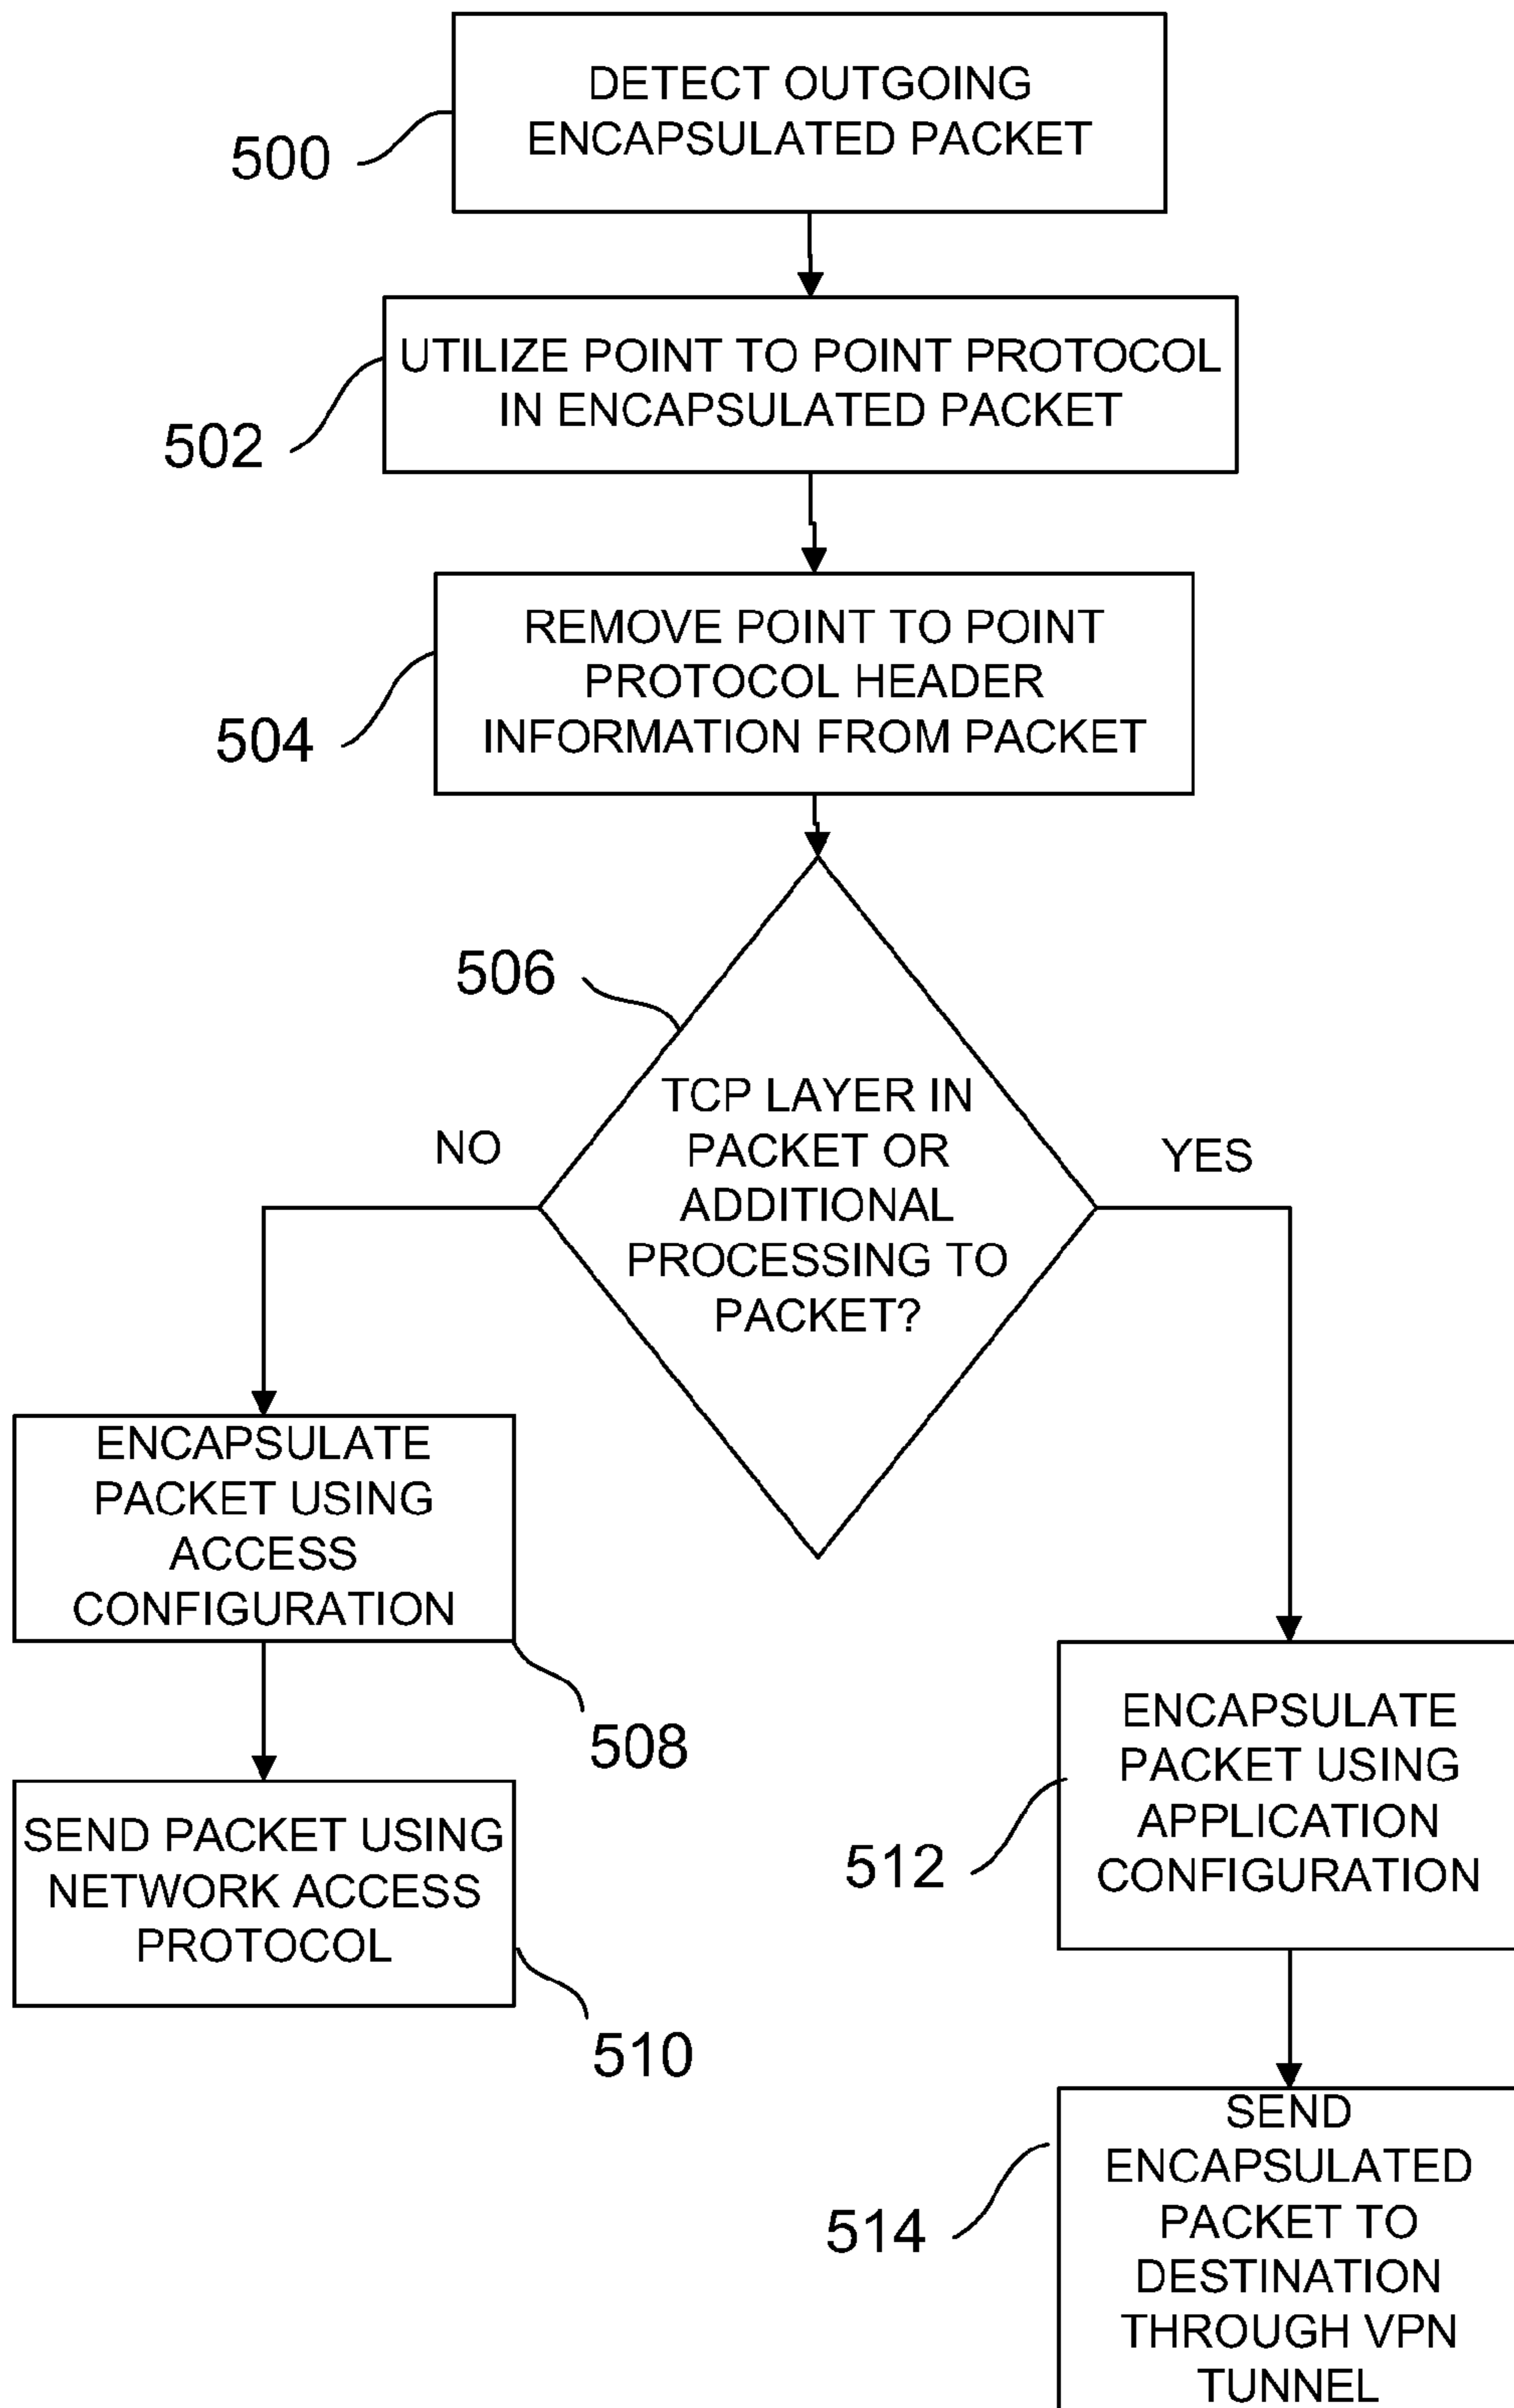 DETECT OUTGOING
ENCAPSULATED PACKET
500
UTILIZE POINT TO POINT PROTOCOL
IN ENCAPSULATED PACKET
502
REMOVE POINT TO POINT
PROTOCOL HEADER
INFORMATION FROM PACKET
504
506
TCP LAYER IN
PACKET OR
ADDITIONAL
PROCESSING TO
PACKET?
NO
YES
ENCAPSULATE
PACKET USING
ACCESS
CONFIGURATION
508
SEND PACKET USING
NETWORK ACCESS
PROTOCOL
510
ENCAPSULATE
PACKET USING
APPLICATION
CONFIGURATION
512
SEND
ENCAPSULATED
PACKET TO
DESTINATION
THROUGH VPN
TUNNEL
514